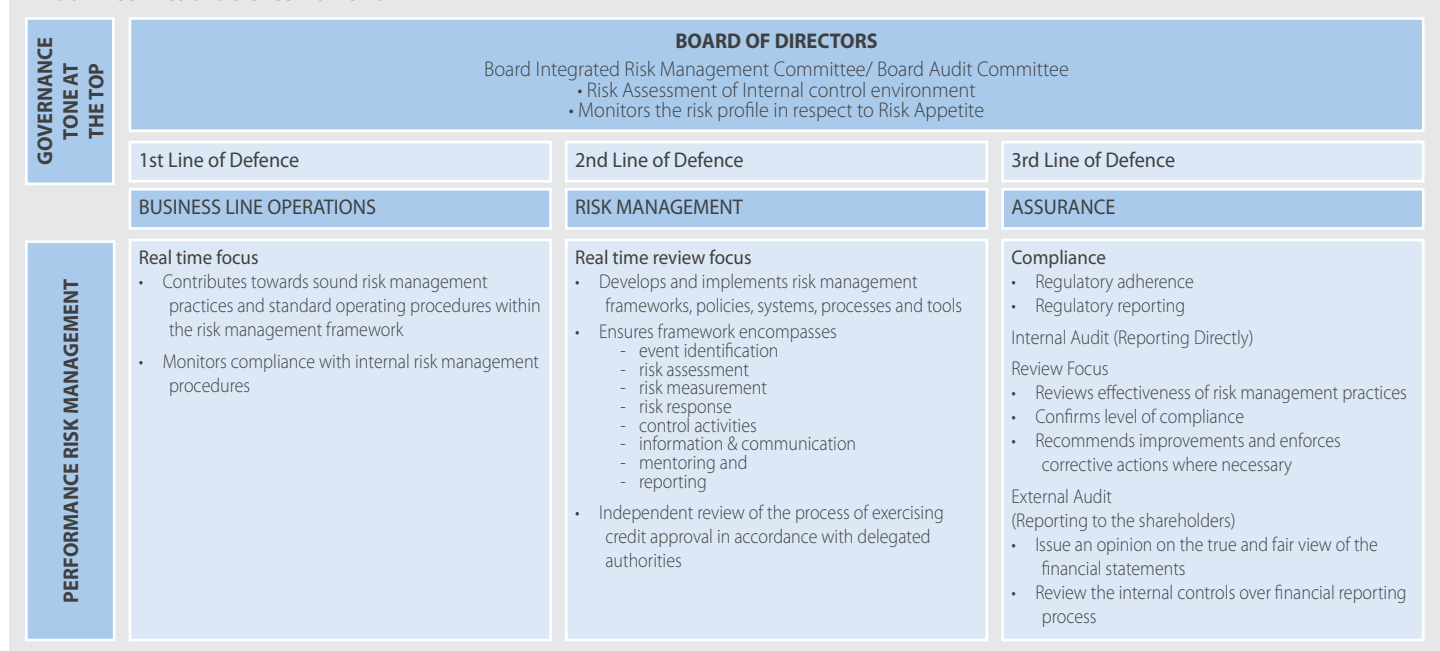 GOVERNANCE
TONE AT
THE TOP
BOARD OF DIRECTORS
Board Integrated Risk Management Committee/ Board Audit Committee
• Risk Assessment of Internal control environment
• Monitors the risk profile in respect to Risk Appetite
1st Line of Defence
2nd Line of Defence
3rd Line of Defence
BUSINESS LINE OPERATIONS
RISK MANAGEMENT
ASSURANCE
PERFORMANCE RISK MANAGEMENT
Real time focus
• Contributes towards sound risk management
practices and standard operating procedures within
the risk management framework
• Monitors compliance with internal risk management
procedures
Real time review focus
• Develops and implements risk management
frameworks, policies, systems, processes and tools
• Ensures framework encompasses
- event identification
- risk assessment
- risk measurement
- risk response
- control activities
- information & communication
- mentoring and
- reporting
• Independent review of the process of exercising
credit approval in accordance with delegated
authorities
Compliance
• Regulatory adherence
• Regulatory reporting
Internal Audit (Reporting Directly)
Review Focus
• Reviews effectiveness of risk management practices
• Confirms level of compliance
• Recommends improvements and enforces
corrective actions where necessary
External Audit
(Reporting to the shareholders)
• Issue an opinion on the true and fair view of the
financial statements
• Review the internal controls over financial reporting
process